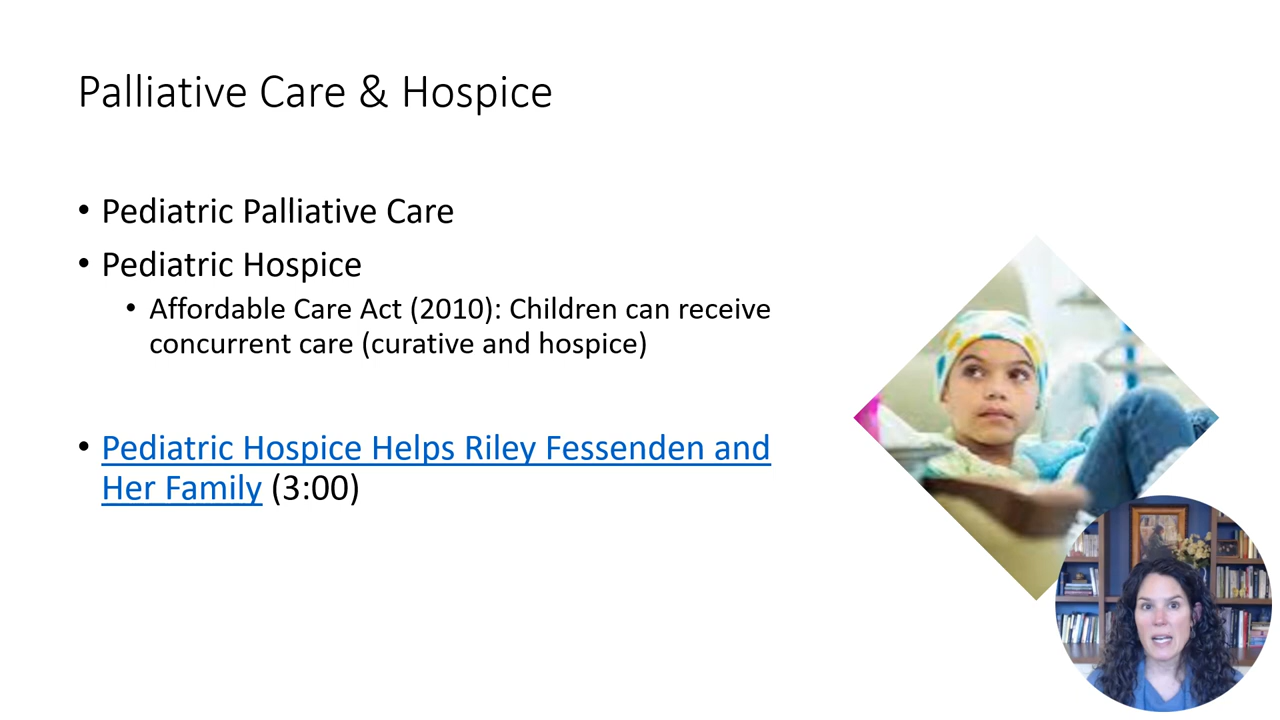 Palliative Care & Hospice
• Pediatric Palliative Care
• Pediatric Hospice
• Affordable Care Act (2010): Children can receive
concurrent care (curative and hospice)
• Pediatric Hospice Helps Riley Fessenden and
Her Family (3:00)